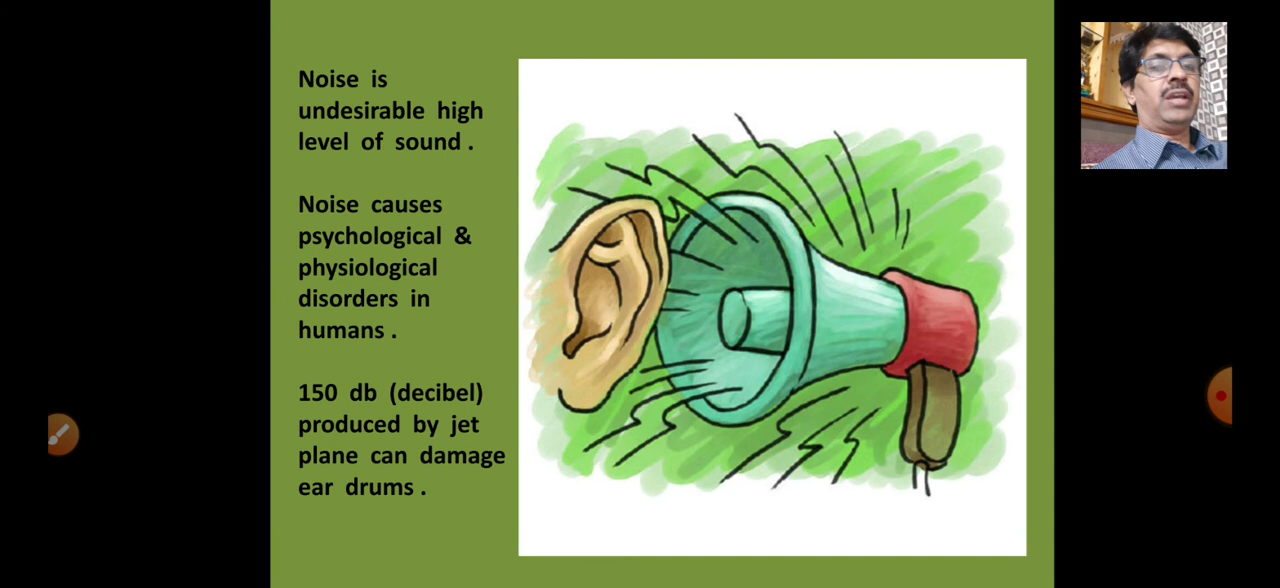 Noise is
undesirable high
level of sound .
Noise causes
psychological &
physiological
disorders in
humans .
150 db (decibel)
produced by jet
plane can damage
ear drums .